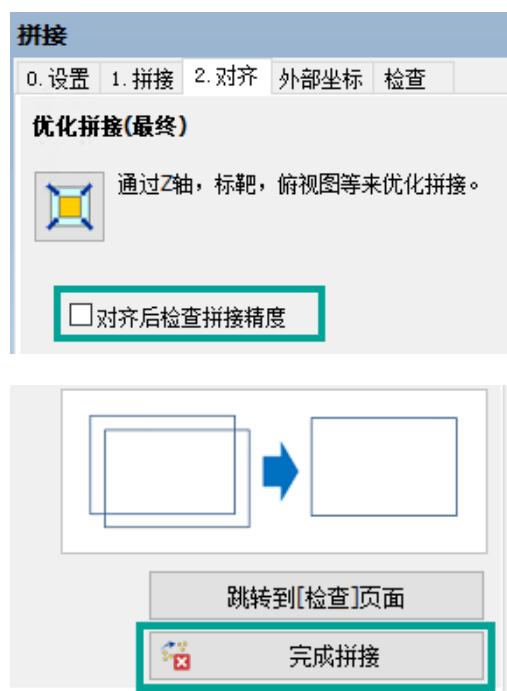 拼接
0. 设置 1. 拼接 2. 对齐 外部坐标 检查
优化拼接(最终)
通过Z轴，标靶，俯视图等来优化拼接。
对齐后检查拼接精度
跳转到[检查]页面
完成拼接